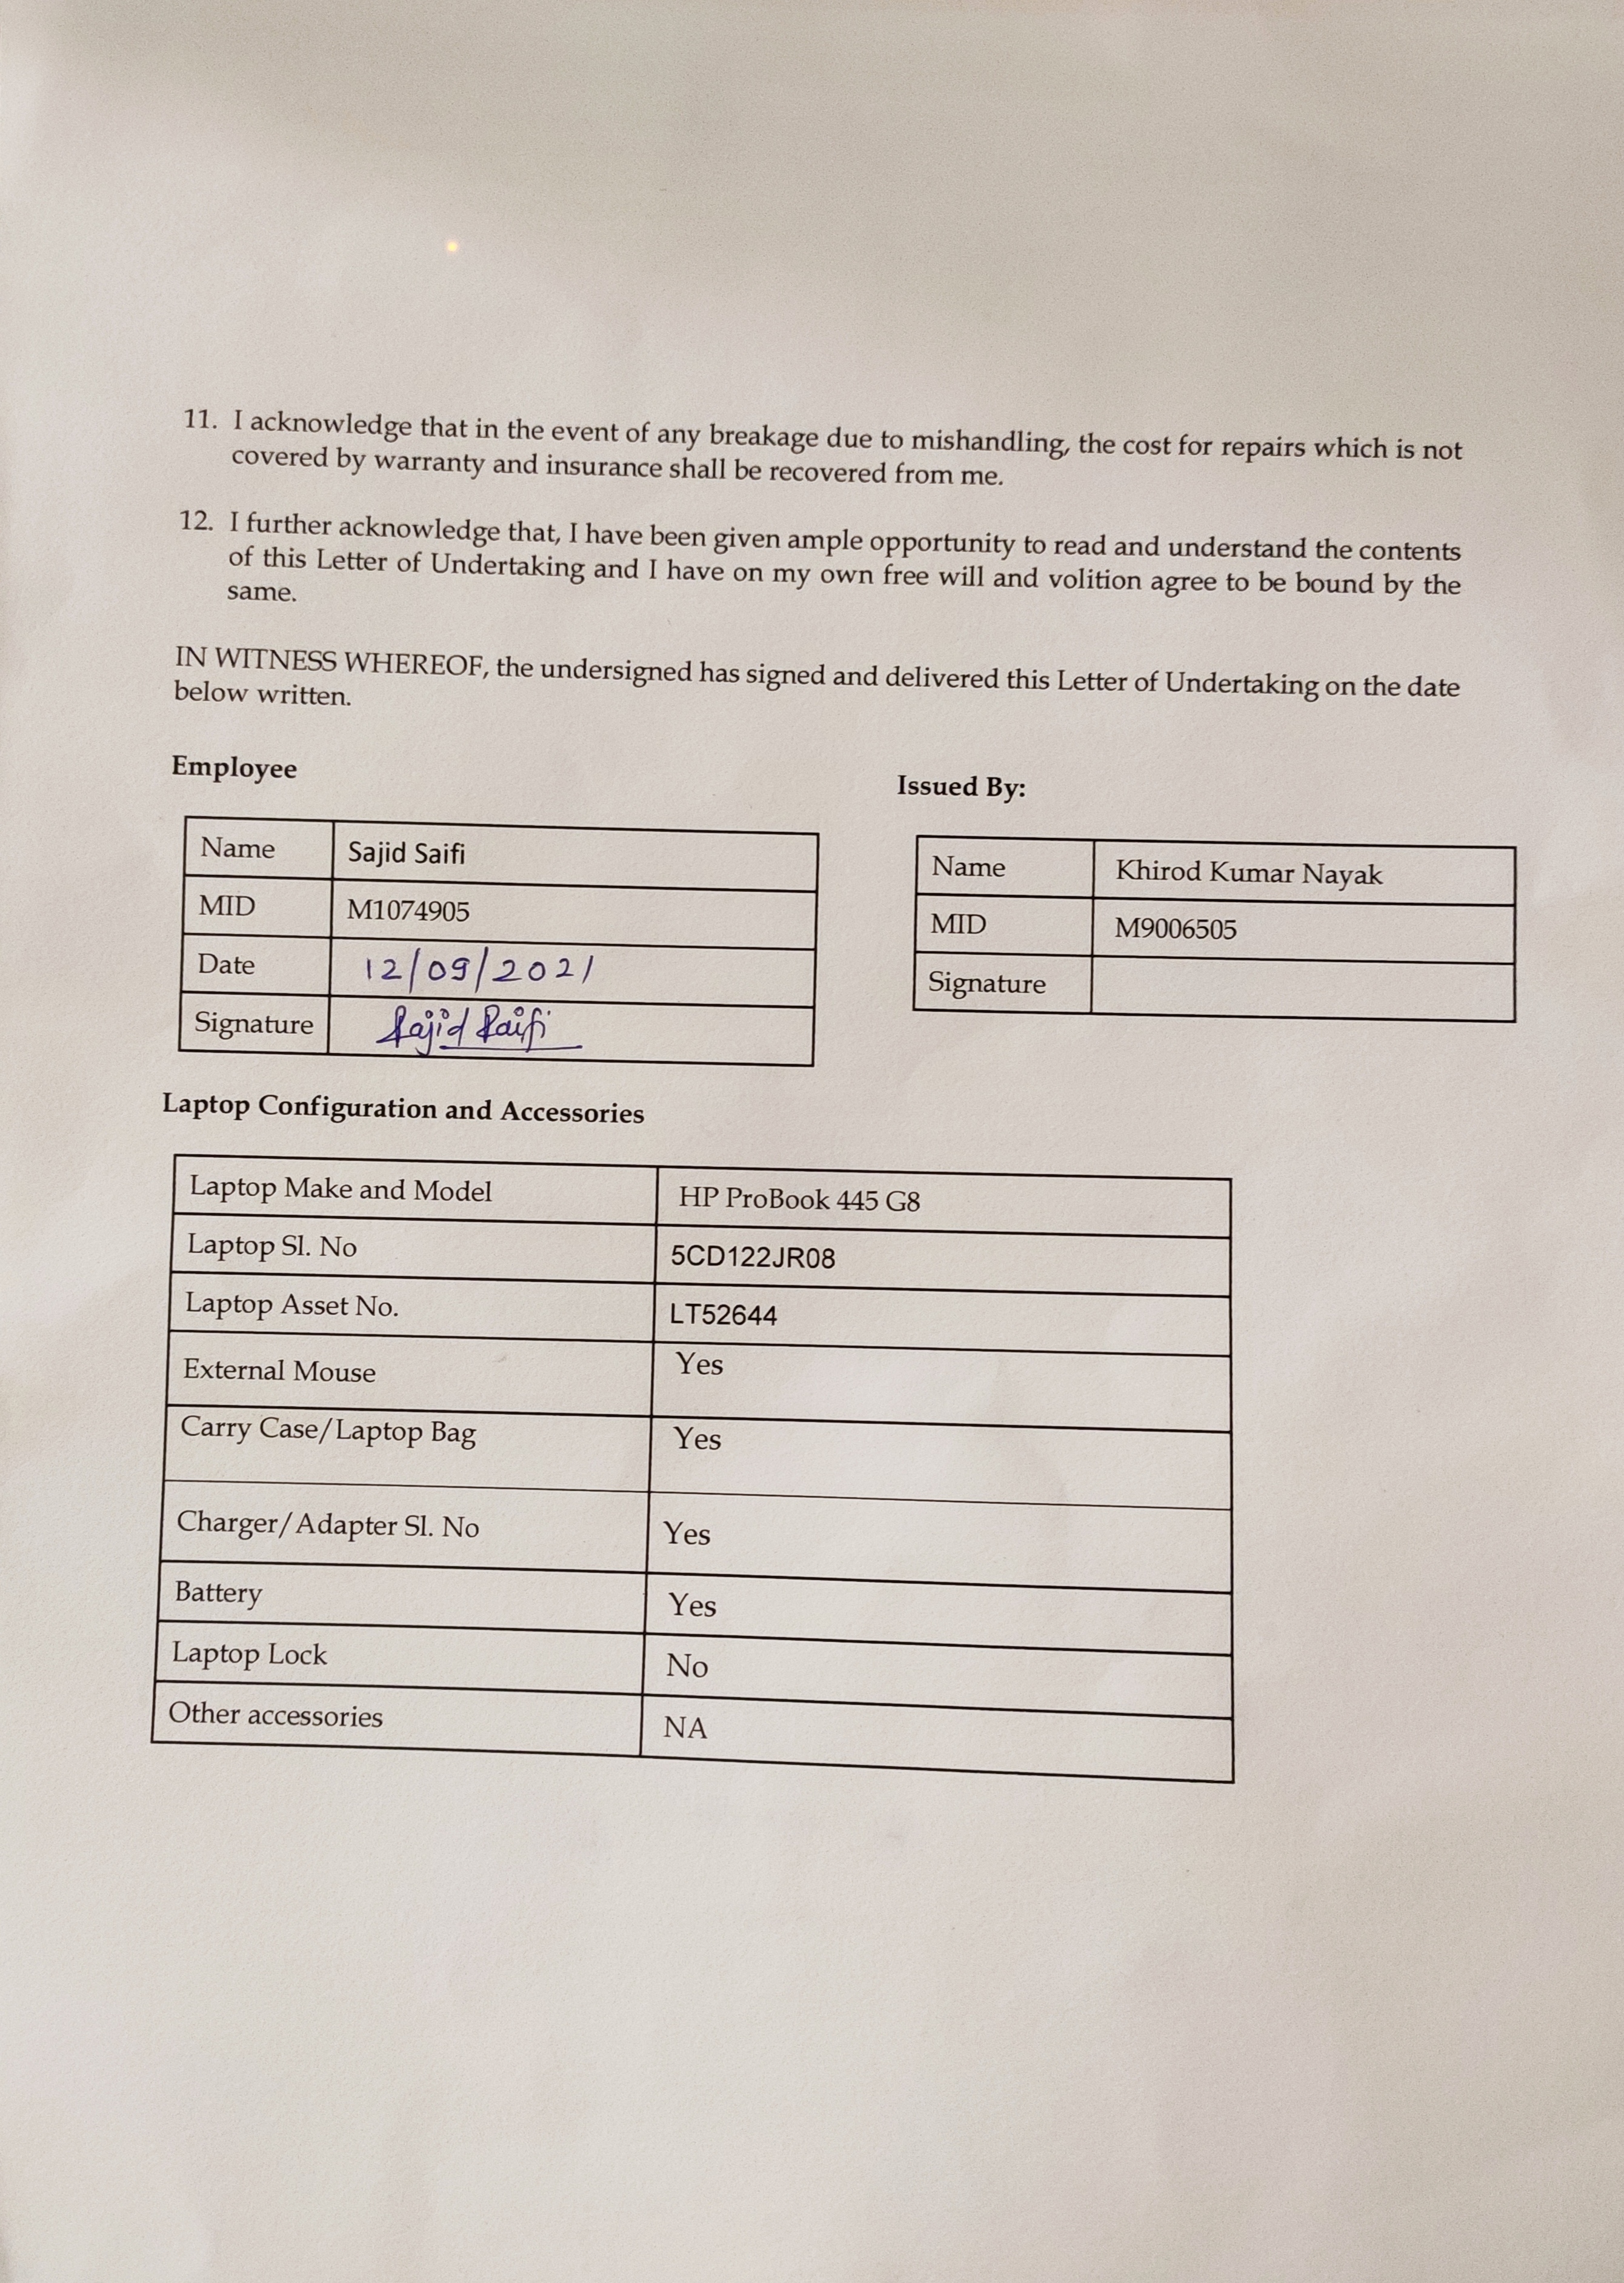 11. I acknowledge that in the event of any breakage due to mishandling, the cost for repairs which is not
covered by warranty and insurance shall be recovered from me.
12. I further acknowledge that, I have been given ample opportunity to read and understand the contents
of this Letter of Undertaking and I have on my own free will and volition agree to be bound by the
same.
IN WITNESS WHEREOF, the undersigned has signed and delivered this Letter of Undertaking on the date
below written.
Employee
Name Sajid Saifi
MID M1074905
Date 12/09/2021
Signature Sajid Saifi
Issued By:
Name Khirod Kumar Nayak
MID M9006505
Signature
Laptop Configuration and Accessories
Laptop Make and Model HP ProBook 445 G8
Laptop Sl. No 5CD122JR08
Laptop Asset No. LT52644
External Mouse Yes
Carry Case/Laptop Bag Yes
Charger/Adapter Sl. No Yes
Battery Yes
Laptop Lock No
Other accessories NA